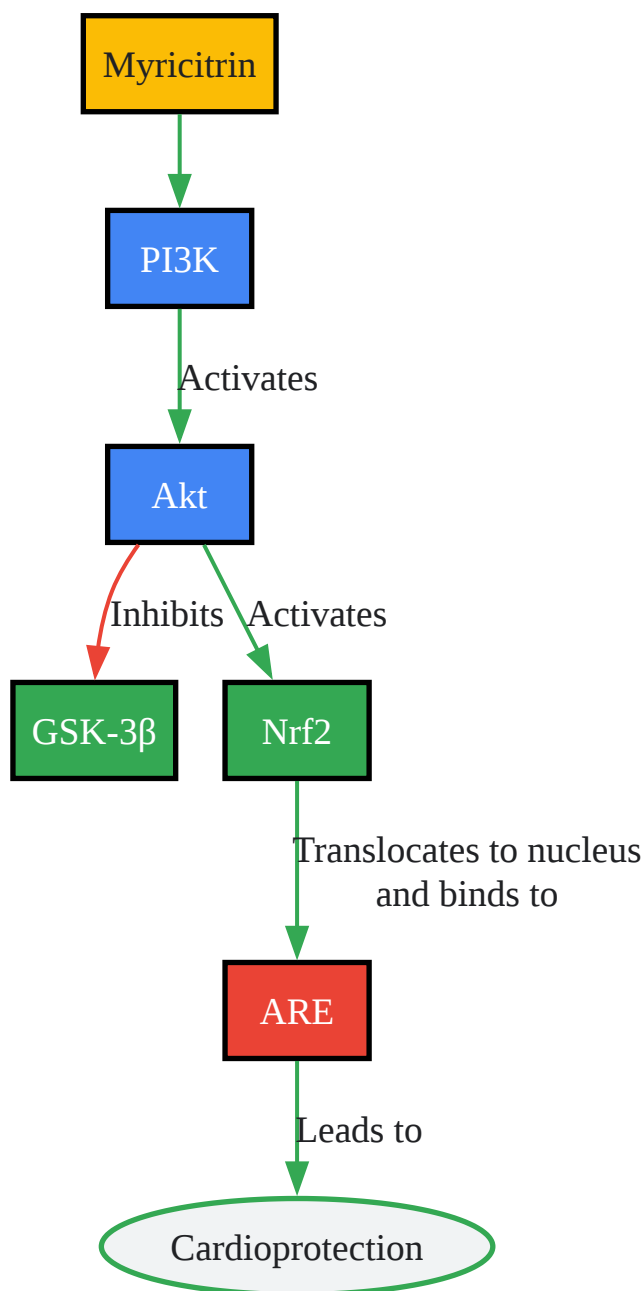 Myricitrin
PI3K
Activates
Akt
Inhibits
Activates
GSK-3β
Nrf2
Translocates to nucleus
and binds to
ARE
Leads to
Cardioprotection